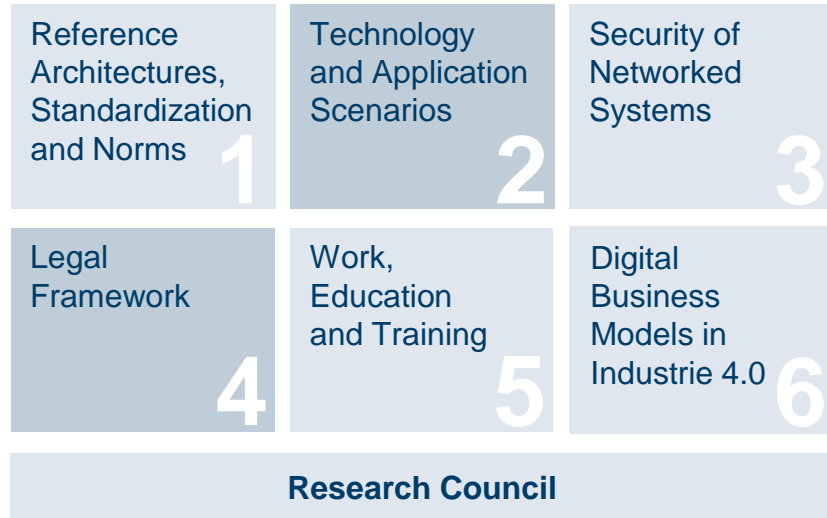 Reference
Architectures,
Standardization
and Norms
1
Technology
and Application
Scenarios
2
Security of
Networked
Systems
3
Legal
Framework
4
Work,
Education
and Training
5
Digital
Business
Models in
Industrie 4.0
6
Research Council